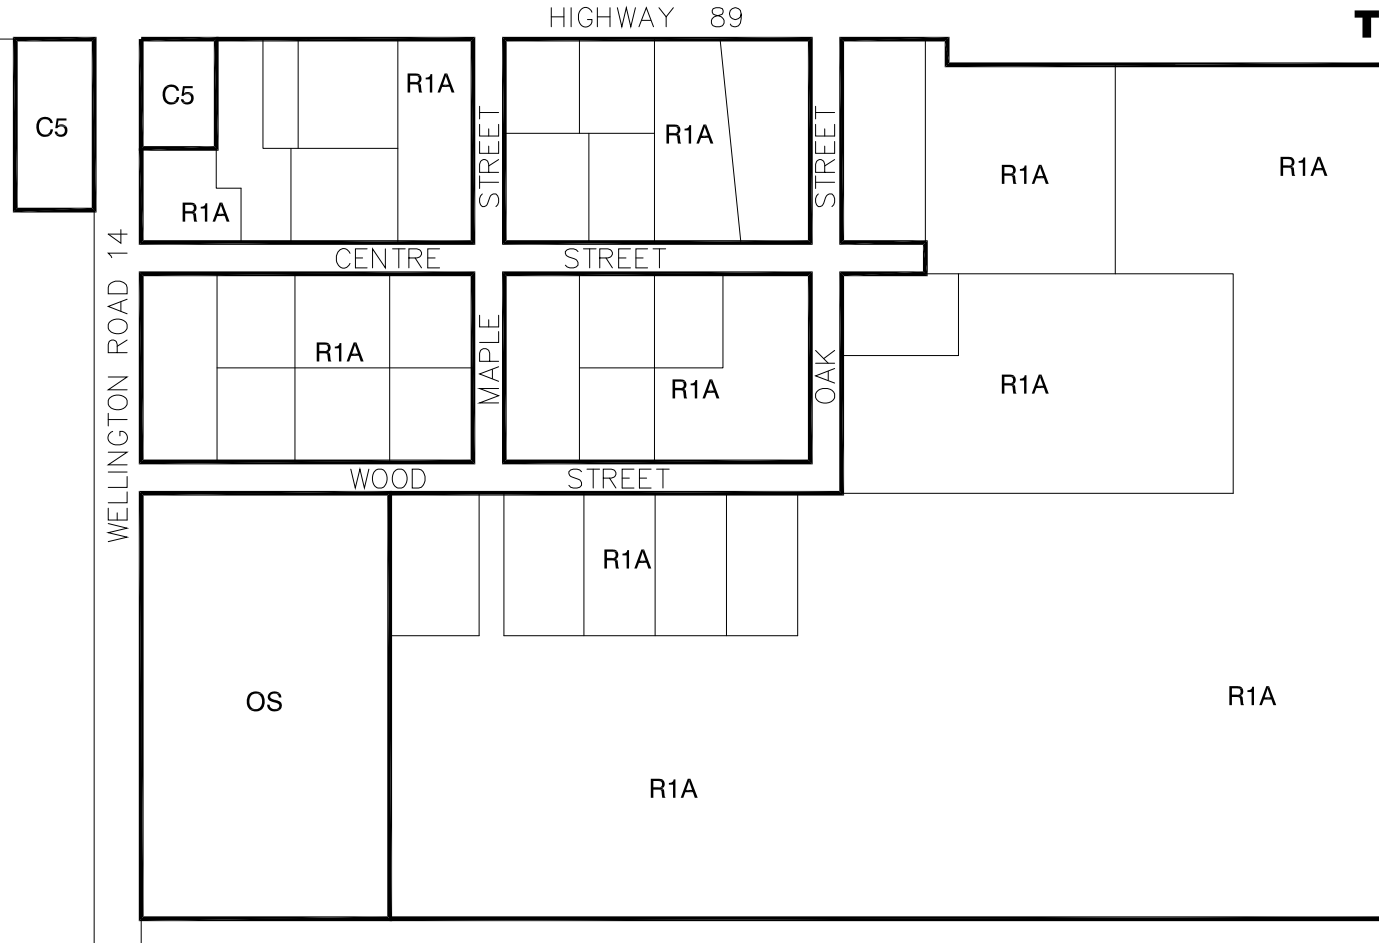 HIGHWAY 89
T
C5
C5
R1A
R1A
R1A
R1A
R1A
STREET
STREET
CENTRE STREET
WELLINGTON ROAD 14
R1A
MAPLE
R1A
OAK
R1A
WOOD STREET
R1A
OS
R1A
R1A